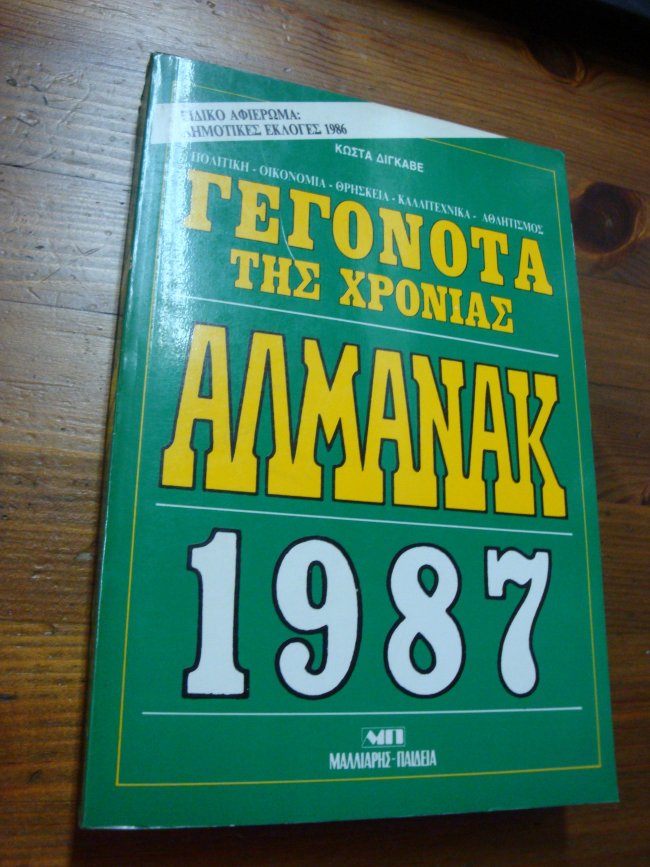 ΕΙΔΙΚΟ ΑΦΙΕΡΩΜΑ:
ΔΗΜΟΤΙΚΕΣ ΕΚΛΟΓΕΣ 1986
ΚΩΣΤΑ ΔΙΓΚΑΒΕ
ΠΟΛΙΤΙΚΗ - ΟΙΚΟΝΟΜΙΑ - ΘΡΗΣΚΕΙΑ - ΚΑΛΛΙΤΕΧΝΙΚΑ - ΑΘΛΗΤΙΣΜΟΣ
ΓΕΓΟΝΟΤΑ
ΤΗΣ ΧΡΟΝΙΑΣ
ΑΛΜΑΝΑΚ
1987
ΜΠ
ΜΑΛΛΙΑΡΗΣ-ΠΑΙΔΕΙΑ